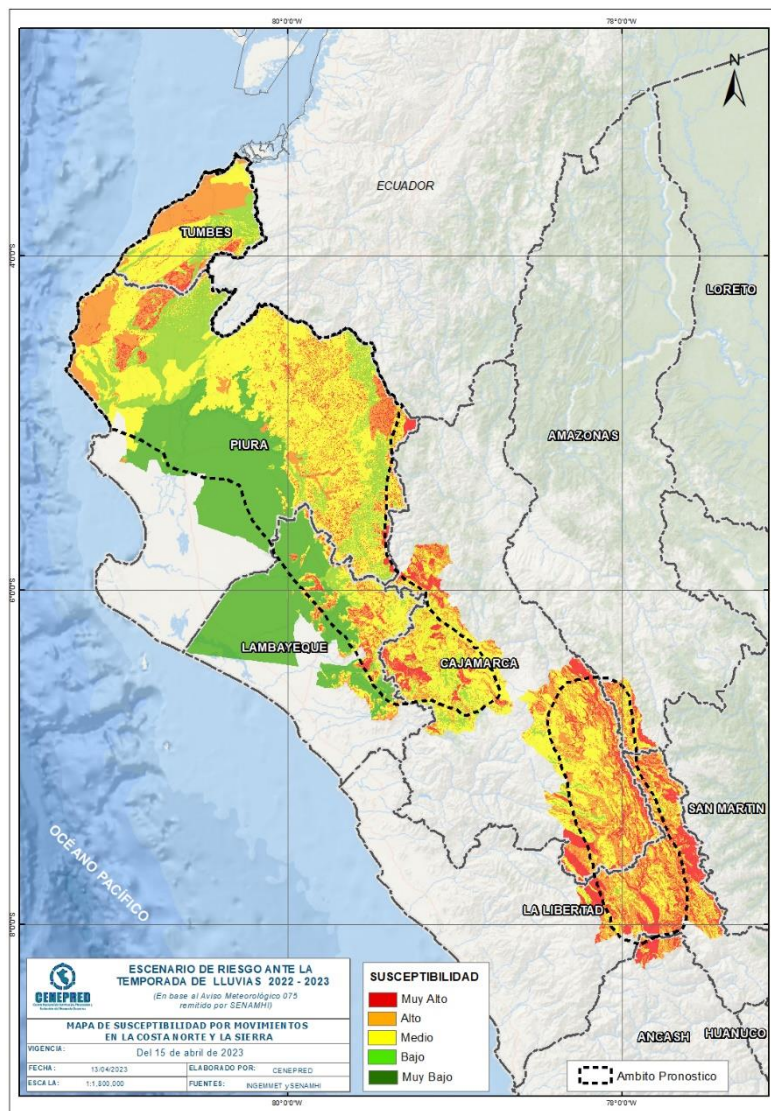 80°0'0"W 78°0'0"W
N
ECUADOR
TUMBES
4°0'0"S
LORETO
AMAZONAS
PIURA
6°0'0"S
LAMBAYEQUE
CAJAMARCA
SAN MARTIN
OCÉANO PACÍFICO
LA LIBERTAD
8°0'0"S
ANCASH
HUANUCO
CENEPRED
ESCENARIO DE RIESGO ANTE LA
TEMPORADA DE LLUVIAS 2022 - 2023
(En base al Aviso Meteorológico 075
remitido por SENAMHI)
MAPA DE SUSCEPTIBILIDAD POR MOVIMIENTOS
EN LA COSTA NORTE Y LA SIERRA
VIGENCIA: Del 15 de abril de 2023
FECHA: 13/04/2023 ELABORADO POR: CENEPRED
ESCALA: 1:1,800,000 FUENTES: INGEMMET y SENAMHI
SUSCEPTIBILIDAD
Muy Alto
Alto
Medio
Bajo
Muy Bajo
Ambito Pronostico
80°0'0"W 78°0'0"W